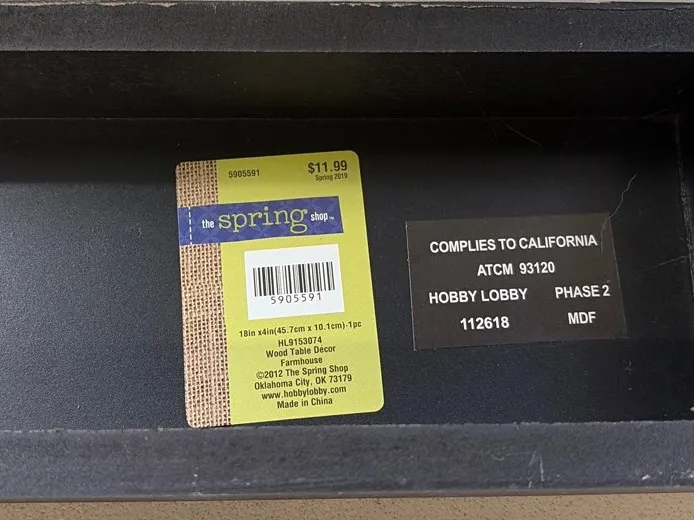 5905591 $11.99
Spring 2019
the spring shop™
5905591
18in x4in(45.7cm x 10.1cm)-1pc
HL9153074
Wood Table Décor
Farmhouse
©2012 The Spring Shop
Oklahoma City, OK 73179
www.hobbylobby.com
Made in China
COMPLIES TO CALIFORNIA
ATCM 93120
HOBBY LOBBY PHASE 2
112618 MDF